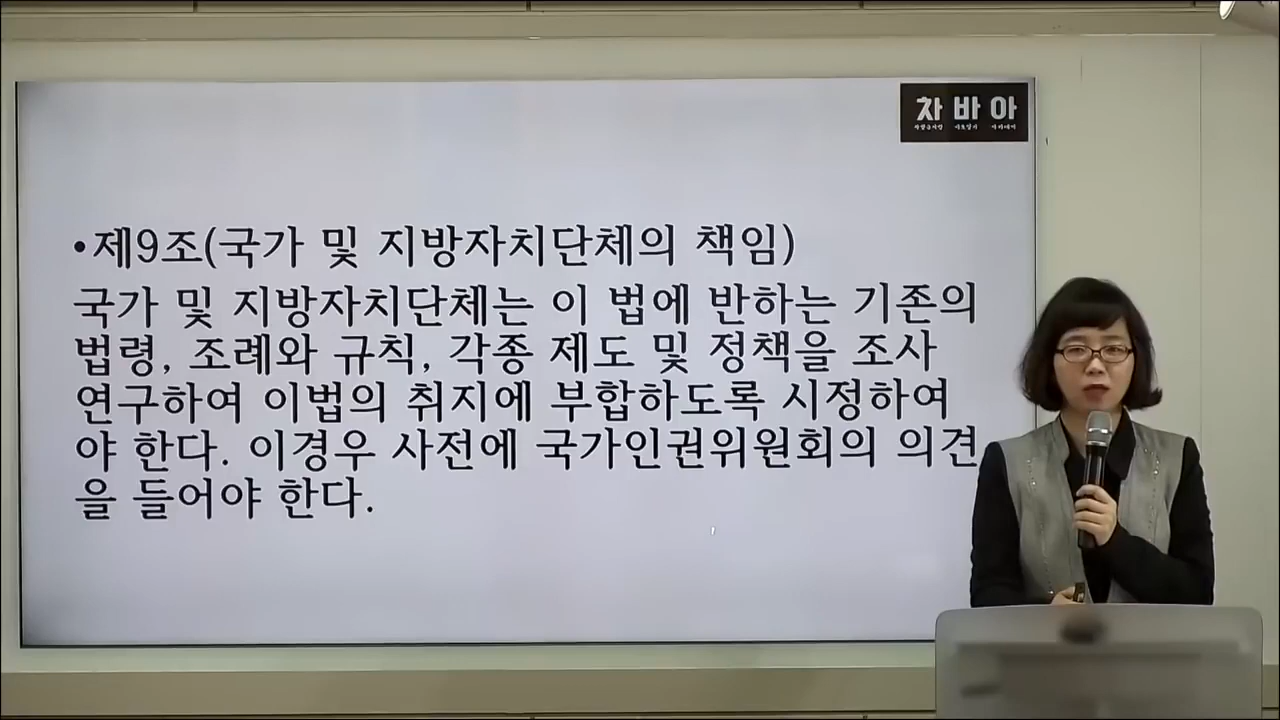 차 바 아
•제9조(국가 및 지방자치단체의 책임)
국가 및 지방자치단체는 이 법에 반하는 기존의
법령, 조례와 규칙, 각종 제도 및 정책을 조사
연구하여 이법의 취지에 부합하도록 시정하여
야 한다. 이경우 사전에 국가인권위원회의 의견
을 들어야 한다.